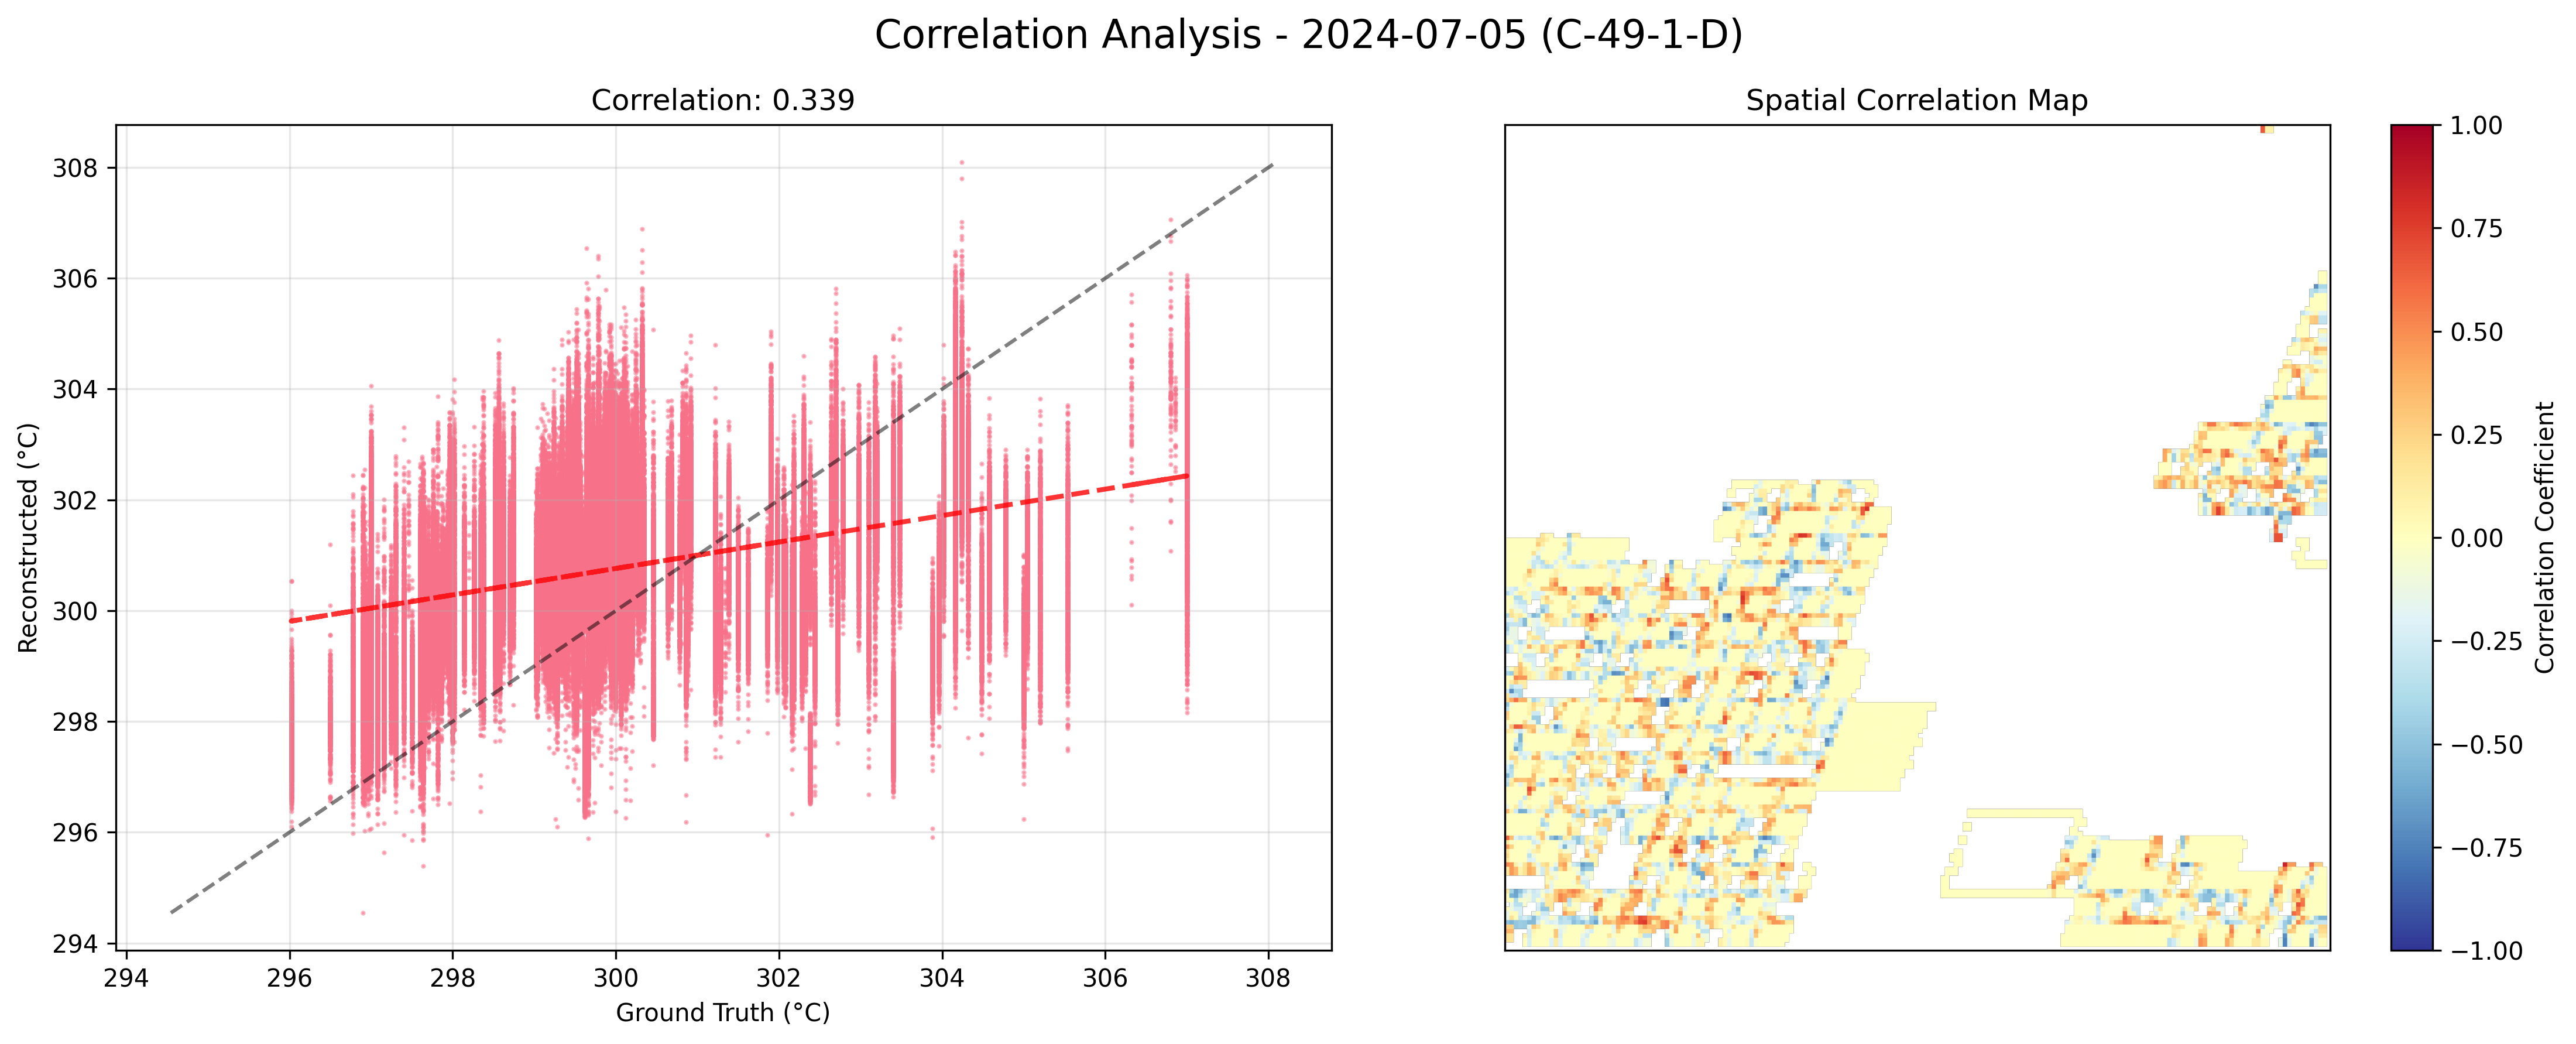 Correlation Analysis - 2024-07-05 (C-49-1-D)
Correlation: 0.339
Spatial Correlation Map
Reconstructed (°C)
308
306
304
302
300
298
296
294
294 296 298 300 302 304 306 308
Ground Truth (°C)
1.00
0.75
0.50
0.25
0.00
−0.25
−0.50
−0.75
−1.00
Correlation Coefficient